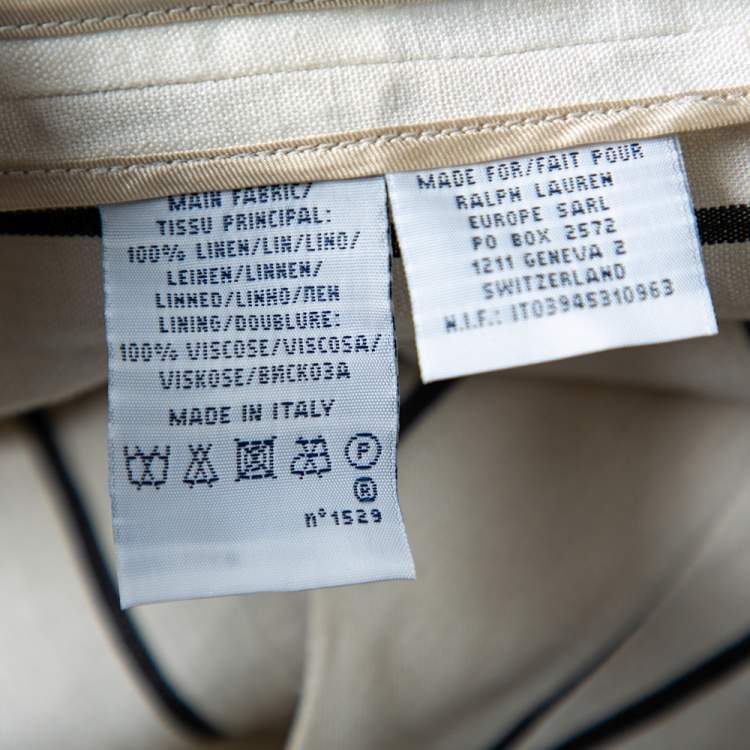 MAIN FABRIC/
TISSU PRINCIPAL:
100% LINEN/LIN/LINO/
LEINEN/LINNEN/
LINNED/LINHO/ЛЕН
LINING/DOUBLURE:
100% VISCOSE/VISCOSA/
VISKOSE/ВИСКОЗА
MADE IN ITALY
P
®
n°1529
MADE FOR/FAIT POUR
RALPH LAUREN
EUROPE SARL
PO BOX 2572
1211 GENEVA 2
SWITZERLAND
N.I.F.: IT03945310963